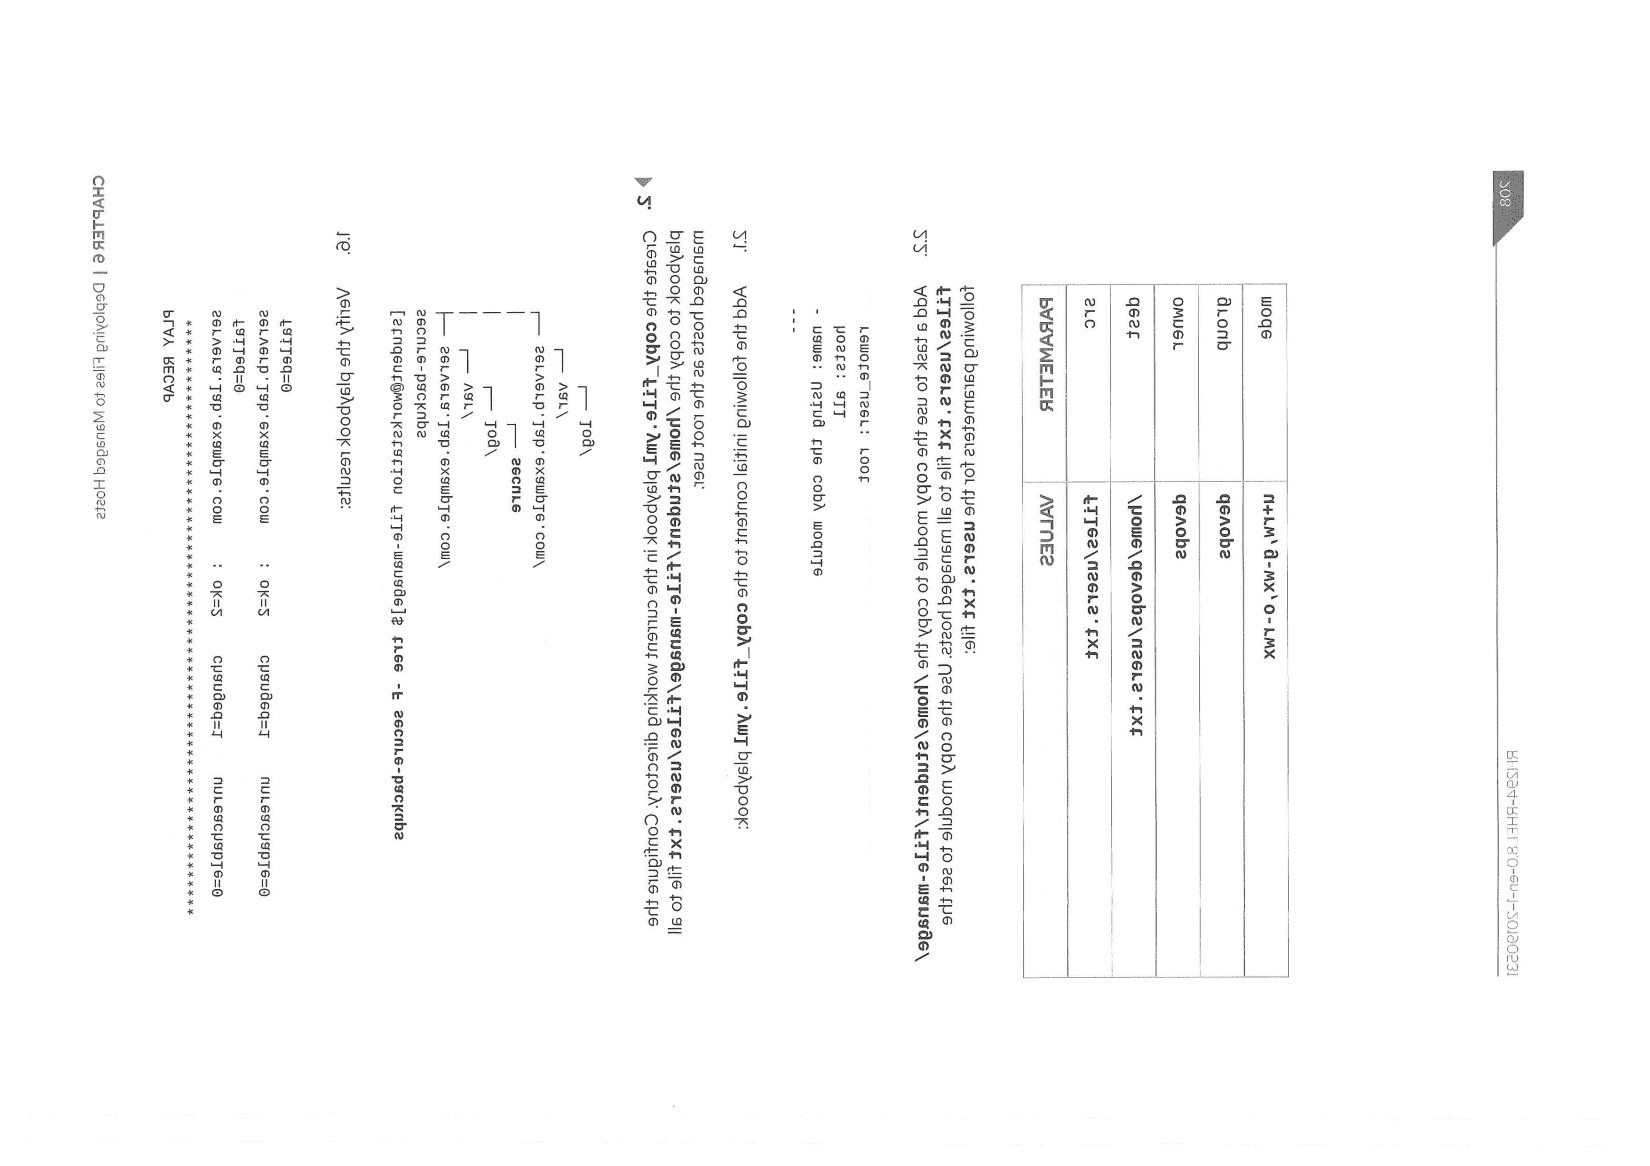 CHAPTER 9 | Deploying Files to Managed Hosts
PLAY RECAP
*************************************************************************
servera.lab.example.com : ok=2 changed=1 unreachable=0
failed=0
serverb.lab.example.com : ok=2 changed=1 unreachable=0
failed=0
1.6. Verify the playbook results:
[student@workstation file-manage]$ tree -F secure-backups
secure-backups
├── servera.lab.example.com/
│   └── var/
│       └── log/
│           └── secure
└── serverb.lab.example.com/
    └── var/
        └── log/
▶ 2. Create the copy_file.yml playbook in the current working directory. Configure the
playbook to copy the /home/student/file-manage/files/users.txt file to all
managed hosts as the root user.
2.1. Add the following initial content to the copy_file.yml playbook:
---
- name: Using the copy module
hosts: all
remote_user: root
2.2. Add a task to use the copy module to copy the /home/student/file-manage/
files/users.txt file to all managed hosts. Use the copy module to set the
following parameters for the users.txt file:
PARAMETER VALUES
src files/users.txt
dest /home/devops/users.txt
owner devops
group devops
mode u+rw,g-wx,o-rwx
208 RH294-RHEL8.0-en-1-20190531